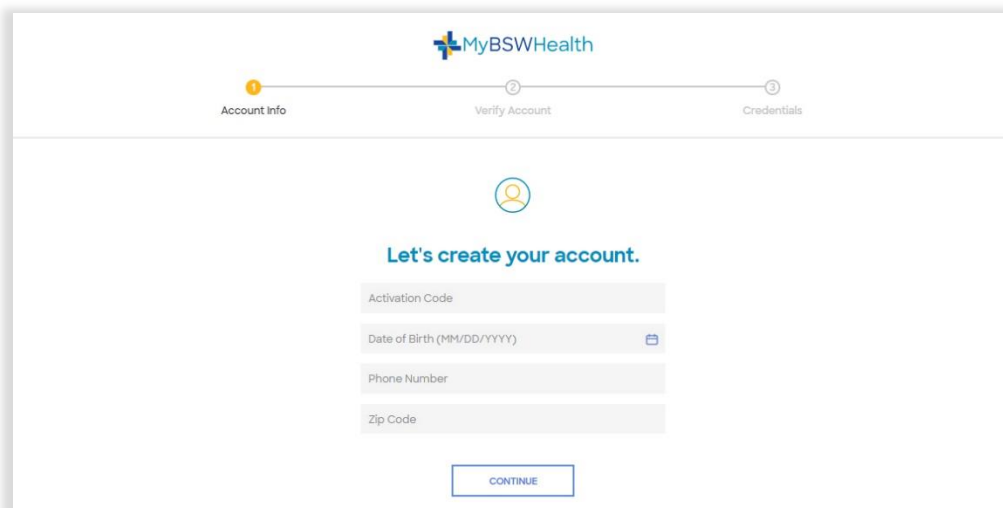 MyBSWHealth
1 2 3
Account Info Verify Account Credentials
Let's create your account.
Activation Code
Date of Birth (MM/DD/YYYY)
Phone Number
Zip Code
CONTINUE